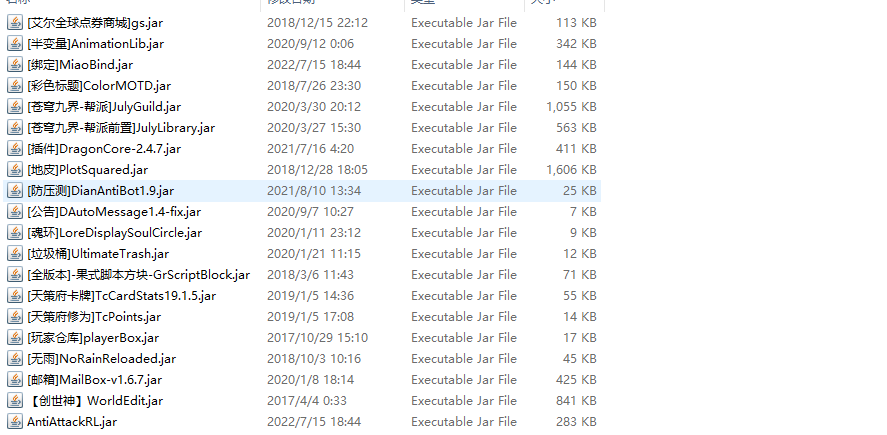 [艾尔全球点券商城]gs.jar 2018/12/15 22:12 Executable Jar File 113 KB
[半变量]AnimationLib.jar 2020/9/12 0:06 Executable Jar File 342 KB
[绑定]MiaoBind.jar 2022/7/15 18:44 Executable Jar File 144 KB
[彩色标题]ColorMOTD.jar 2018/7/26 23:30 Executable Jar File 150 KB
[苍穹九界-帮派]JulyGuild.jar 2020/3/30 20:12 Executable Jar File 1,055 KB
[苍穹九界-帮派前置]JulyLibrary.jar 2020/3/27 15:30 Executable Jar File 563 KB
[插件]DragonCore-2.4.7.jar 2021/7/16 4:20 Executable Jar File 411 KB
[地皮]PlotSquared.jar 2018/12/28 18:05 Executable Jar File 1,606 KB
[防压测]DianAntiBot1.9.jar 2021/8/10 13:34 Executable Jar File 25 KB
[公告]DAutoMessage1.4-fix.jar 2020/9/7 10:27 Executable Jar File 7 KB
[魂环]LoreDisplaySoulCircle.jar 2020/1/11 23:12 Executable Jar File 9 KB
[垃圾桶]UltimateTrash.jar 2020/1/21 11:15 Executable Jar File 12 KB
[全版本]-果式脚本方块-GrScriptBlock.jar 2018/3/6 11:43 Executable Jar File 71 KB
[天策府卡牌]TcCardStats19.1.5.jar 2019/1/5 14:36 Executable Jar File 55 KB
[天策府修为]TcPoints.jar 2019/1/5 17:08 Executable Jar File 14 KB
[玩家仓库]playerBox.jar 2017/10/29 15:10 Executable Jar File 17 KB
[无雨]NoRainReloaded.jar 2018/10/3 10:16 Executable Jar File 45 KB
[邮箱]MailBox-v1.6.7.jar 2020/1/8 18:14 Executable Jar File 425 KB
【创世神】WorldEdit.jar 2017/4/4 0:33 Executable Jar File 841 KB
AntiAttackRL.jar 2022/7/15 18:44 Executable Jar File 283 KB